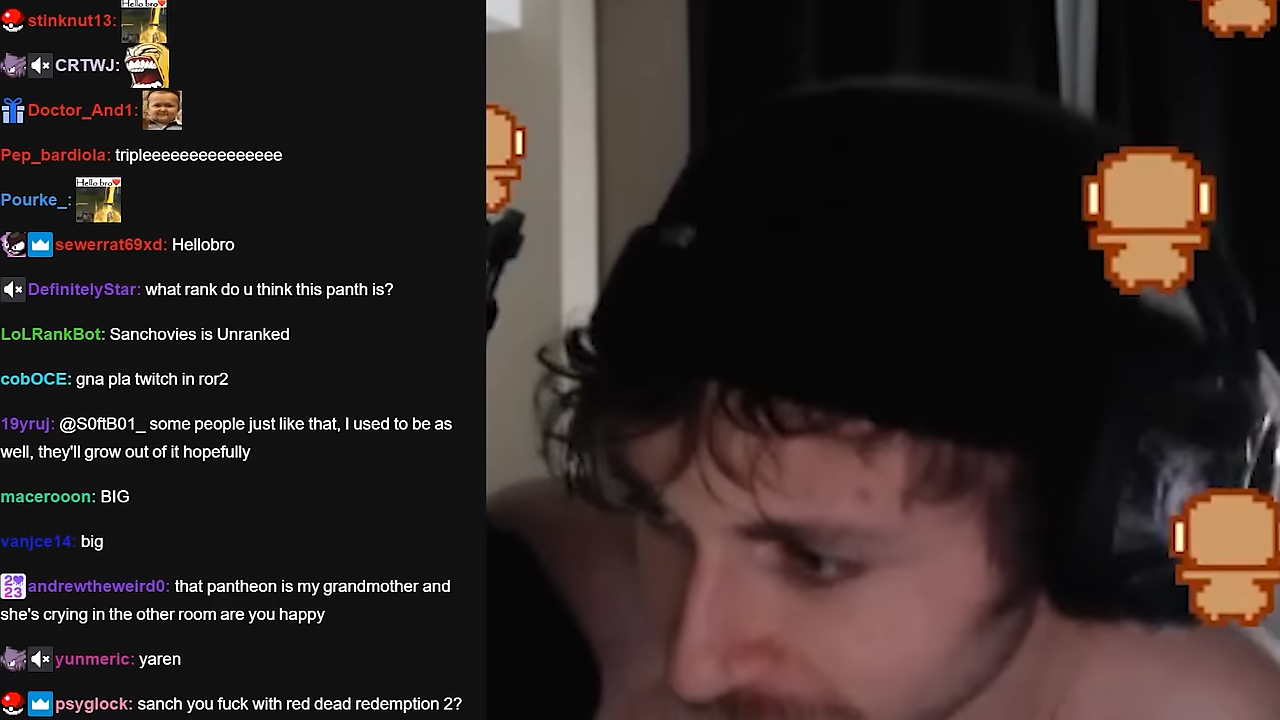 Hello bro
stinknut13:
CRTWJ:
Doctor_And1:
Pep_bardiola: tripleeeeeeeeeeeeeee
Hello bro
Pourke_:
sewerrat69xd: Hellobro
DefinitelyStar: what rank do u think this panth is?
LoLRankBot: Sanchovies is Unranked
cobOCE: gna pla twitch in ror2
19yruj: @S0ftB01_ some people just like that, I used to be as
well, they'll grow out of it hopefully
macerooon: BIG
vanjce14: big
2 23
andrewtheweird0: that pantheon is my grandmother and
she's crying in the other room are you happy
yunmeric: yaren
psyglock: sanch you fuck with red dead redemption 2?